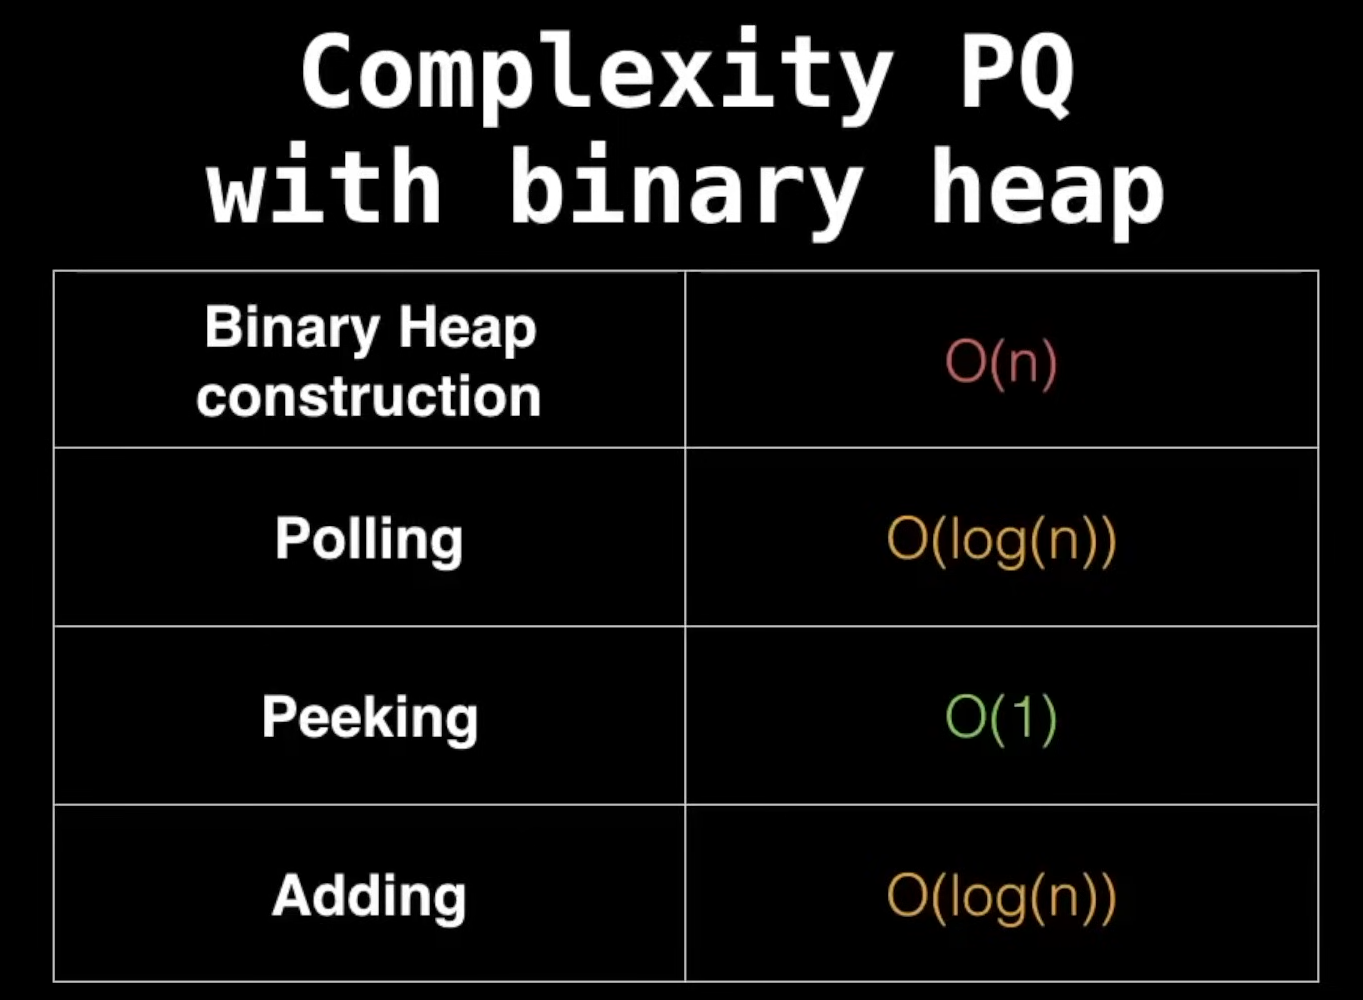 Complexity PQ
with binary heap
Binary Heap
construction
O(n)
Polling
O(log(n))
Peeking
O(1)
Adding
O(log(n))